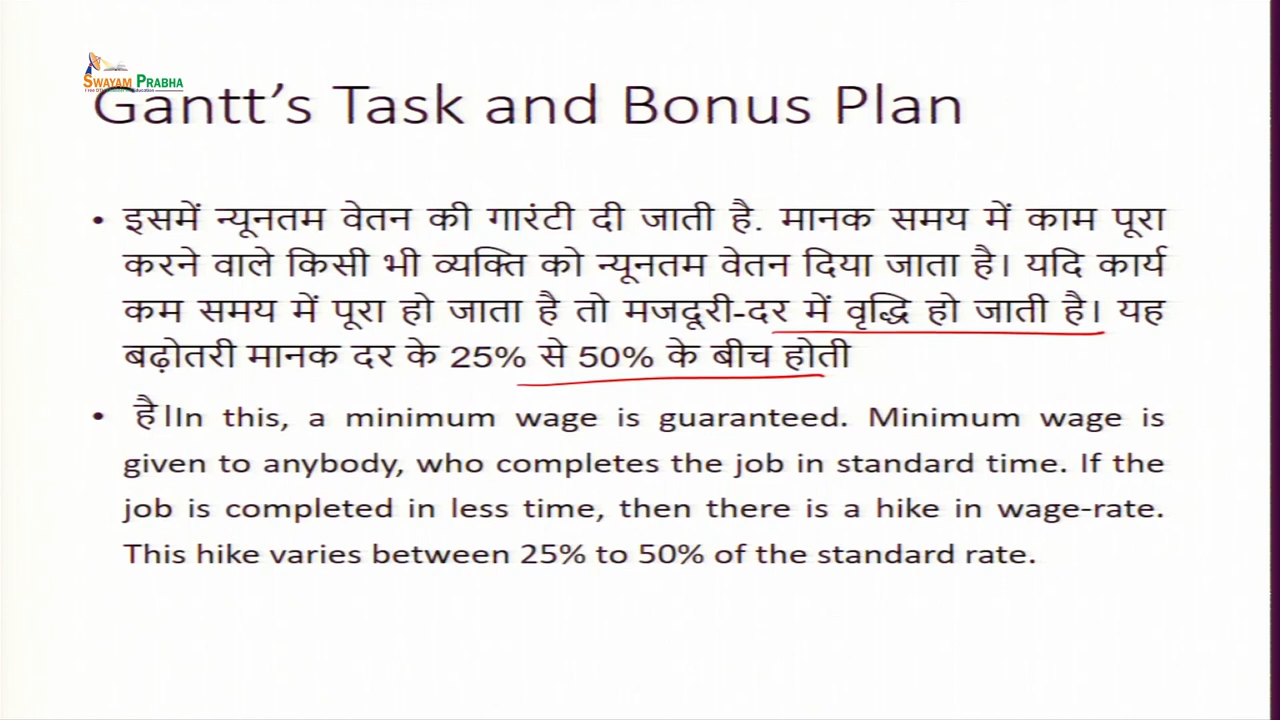 SWAYAM PRABHA
Gantt's Task and Bonus Plan
• इसमें न्यूनतम वेतन की गारंटी दी जाती है. मानक समय में काम पूरा
करने वाले किसी भी व्यक्ति को न्यूनतम वेतन दिया जाता है। यदि कार्य
कम समय में पूरा हो जाता है तो मजदूरी-दर में वृद्धि हो जाती है। यह
बढ़ोतरी मानक दर के 25% से 50% के बीच होती
• है।In this, a minimum wage is guaranteed. Minimum wage is
given to anybody, who completes the job in standard time. If the
job is completed in less time, then there is a hike in wage-rate.
This hike varies between 25% to 50% of the standard rate.